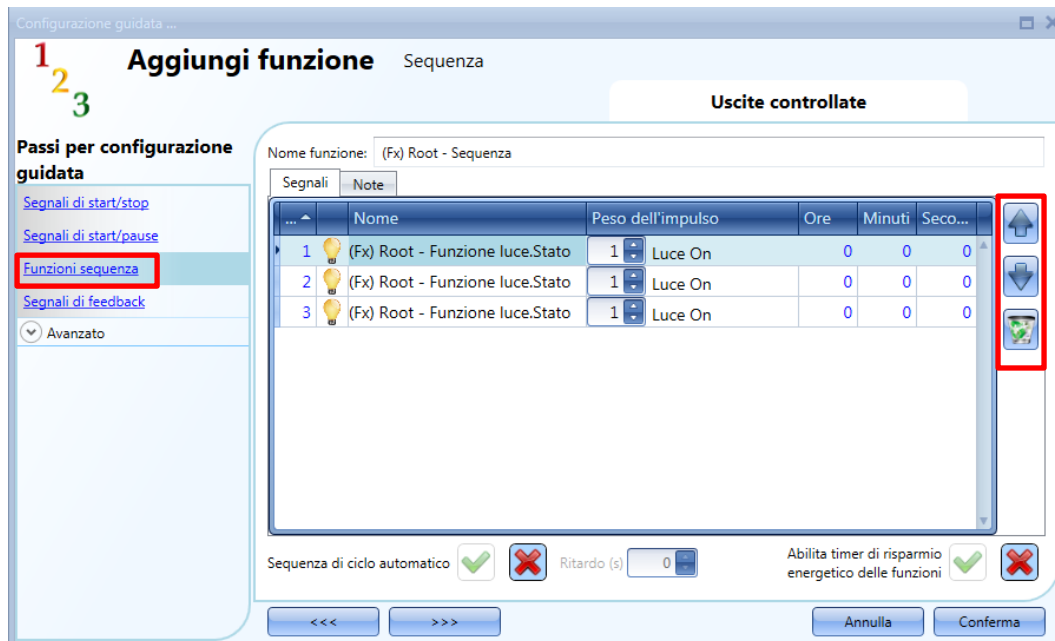 Configurazione guidata ...
1
2
3
Aggiungi funzione Sequenza
Uscite controllate
Passi per configurazione
guidata
Segnali di start/stop
Segnali di start/pause
Funzioni sequenza
Segnali di feedback
Avanzato
Nome funzione: (Fx) Root - Sequenza
Segnali Note
... Nome Peso dell'impulso Ore Minuti Seco...
1 (Fx) Root - Funzione luce.Stato 1 Luce On 0 0 0
2 (Fx) Root - Funzione luce.Stato 1 Luce On 0 0 0
3 (Fx) Root - Funzione luce.Stato 1 Luce On 0 0 0
Sequenza di ciclo automatico Ritardo (s) 0 Abilita timer di risparmio
energetico delle funzioni
<<< >>> Annulla Conferma